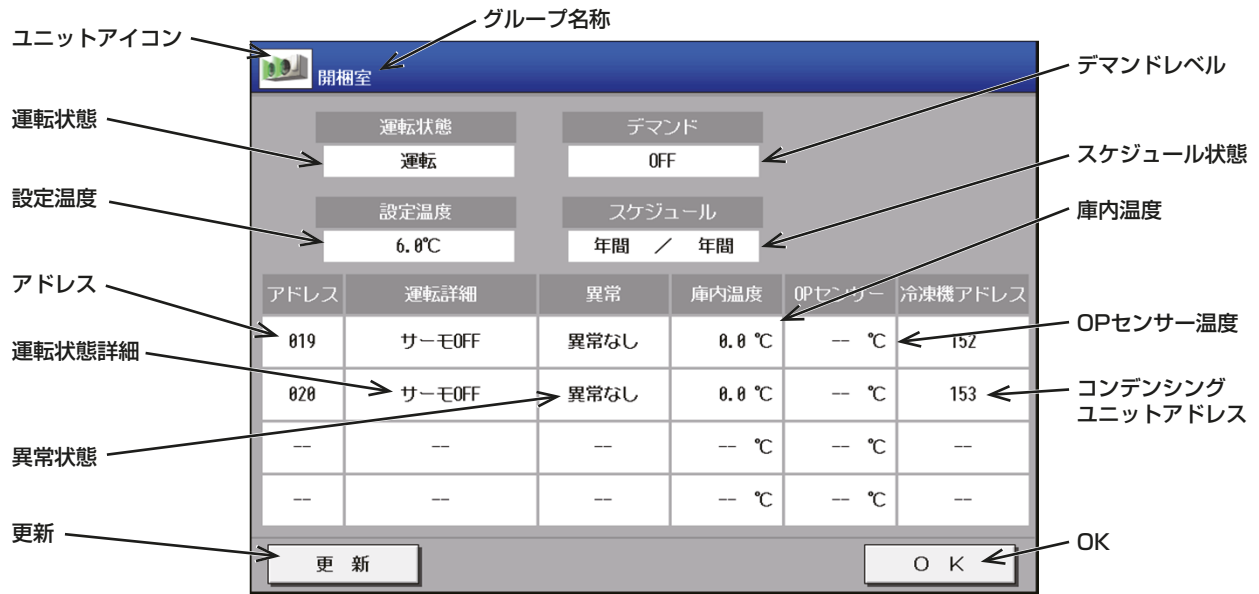 グループ名称
ユニットアイコン
開梱室
デマンドレベル
運転状態
運転状態 デマンド
運転 OFF
スケジュール状態
設定温度
設定温度 スケジュール
庫内温度
6.0℃ 年間 / 年間
アドレス
アドレス 運転詳細 異常 庫内温度 OPセンサー 冷凍機アドレス
OPセンサー温度
019 サーモOFF 異常なし 0.0 ℃ -- ℃ 152
運転状態詳細
コンデンシング
ユニットアドレス
020 サーモOFF 異常なし 0.0 ℃ -- ℃ 153
異常状態
-- -- -- -- ℃ -- ℃ --
-- -- -- -- ℃ -- ℃ --
更新
OK
更 新 O K